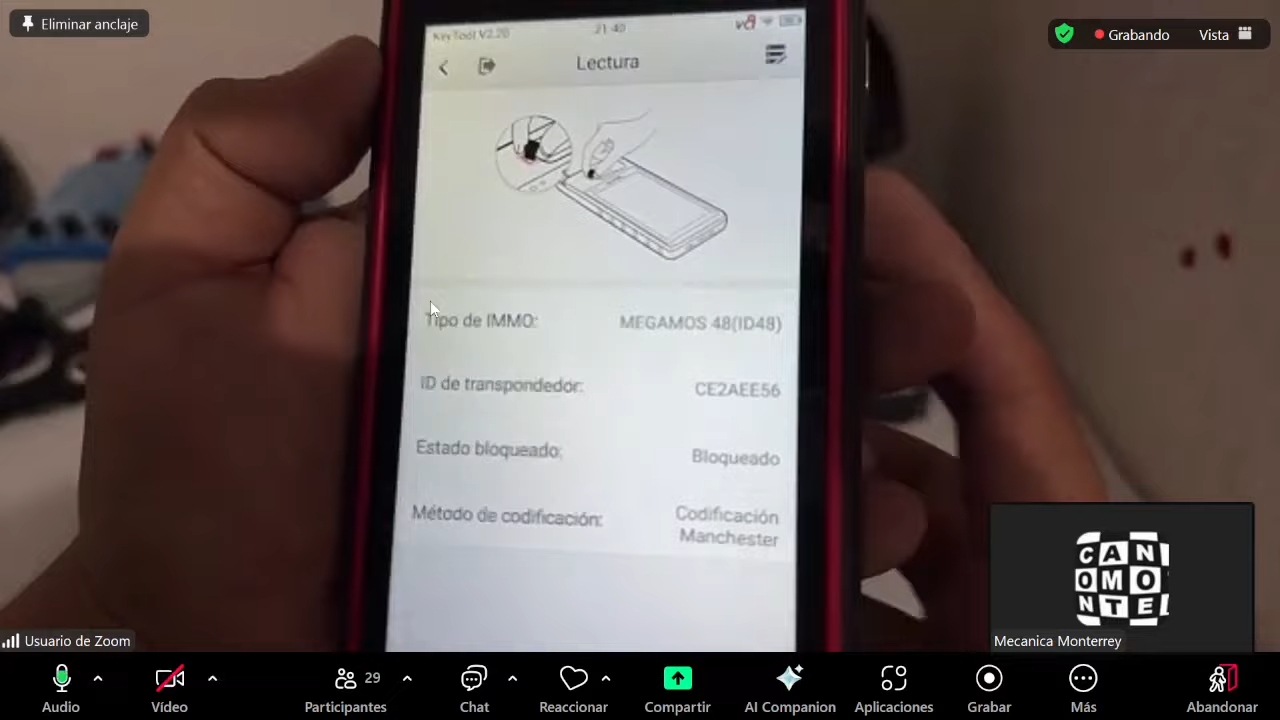 Eliminar anclaje
KeyTool V2.20
21:40
Grabando
Vista
Lectura
Tipo de IMMO:
MEGAMOS 48(ID48)
ID de transpondedor:
CE2AEE56
Estado bloqueado:
Bloqueado
Método de codificación:
Codificación
Manchester
CAN
OMO
NTE
Usuario de Zoom
Mecanica Monterrey
29
Audio
Vídeo
Participantes
Chat
Reaccionar
Compartir
AI Companion
Aplicaciones
Grabar
Más
Abandonar